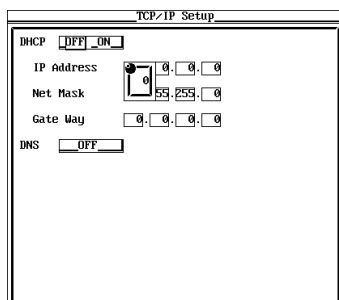 TCP/IP Setup
DHCP OFF ON
IP Address 0 0. 0. 0
Net Mask 55.255. 0
Gate Way 0. 0. 0. 0
DNS OFF